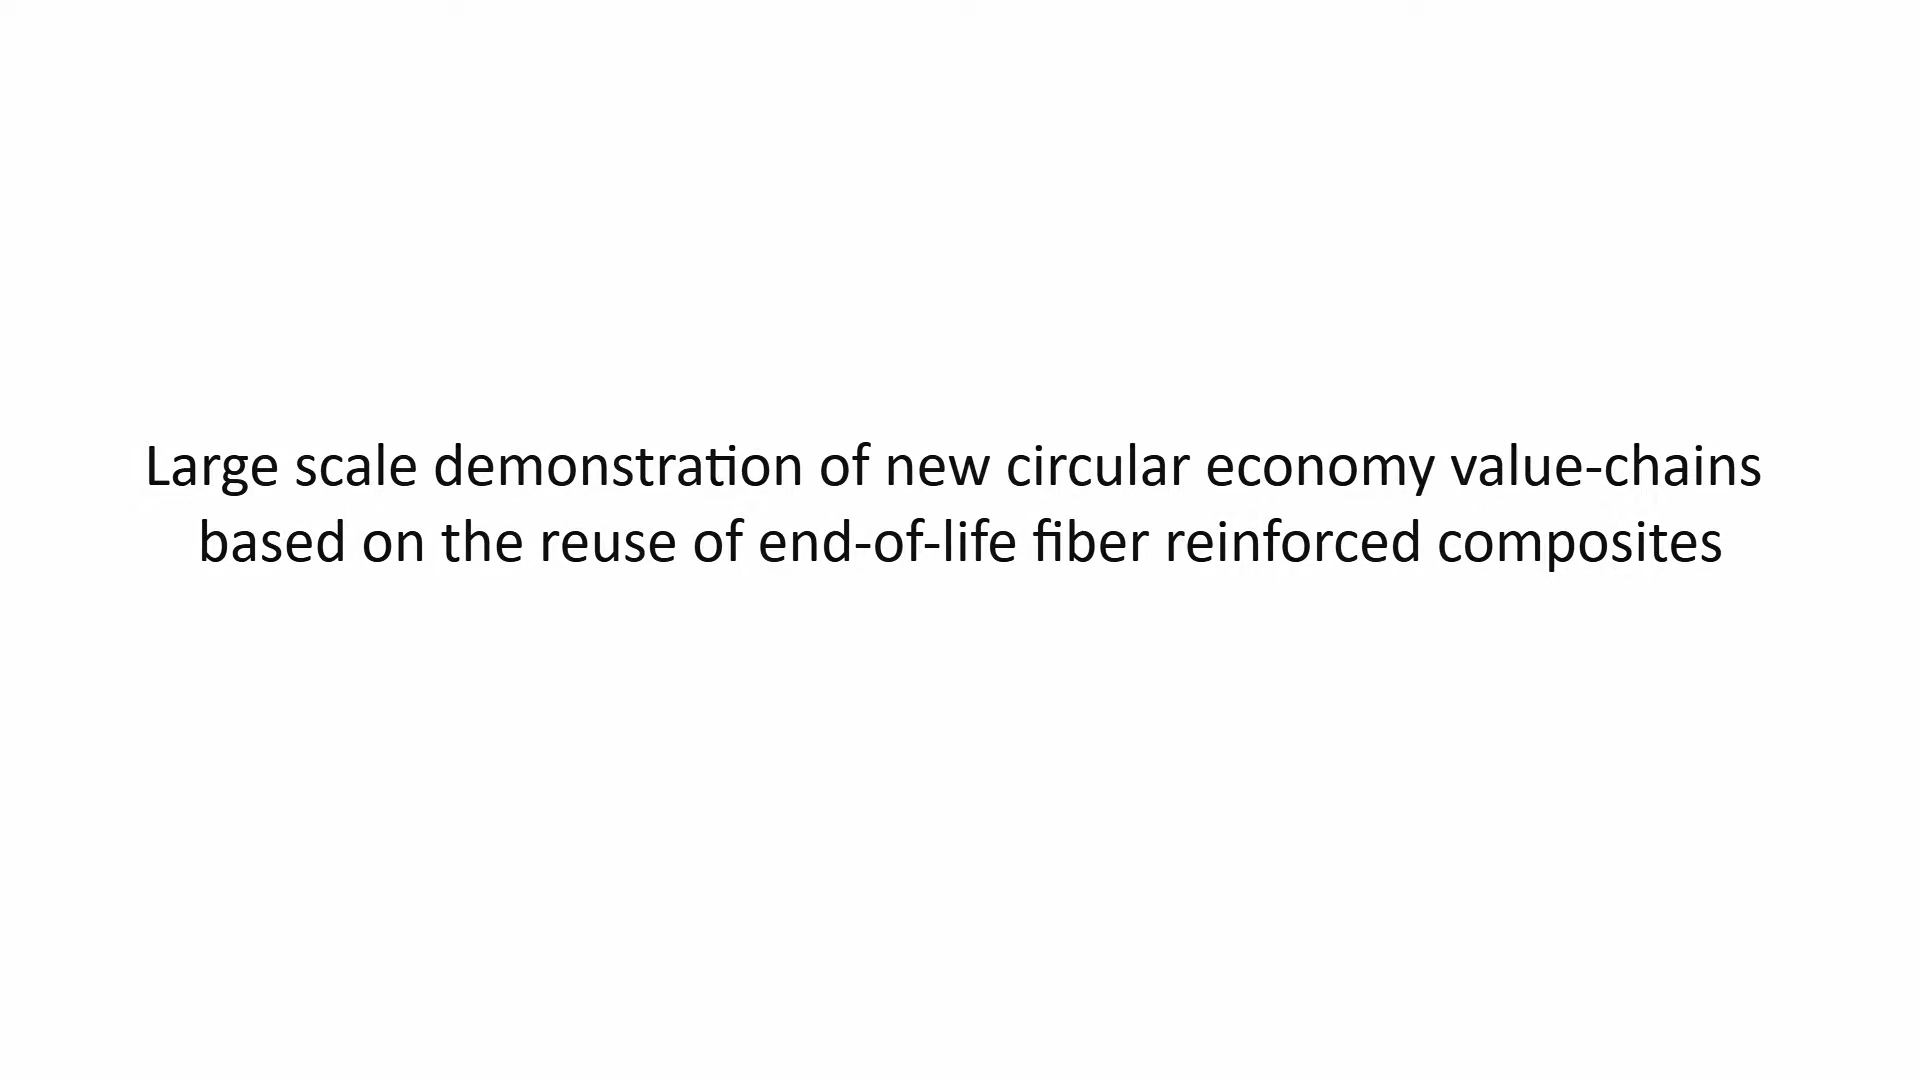 Large scale demonstration of new circular economy value-chains
based on the reuse of end-of-life fiber reinforced composites